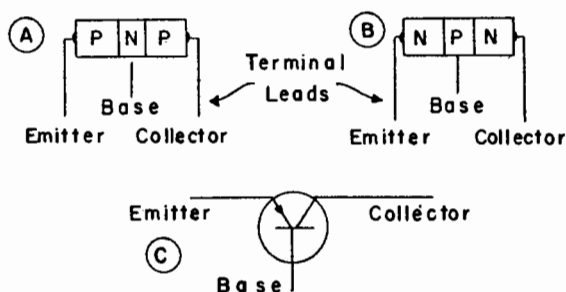 A
P N P
Base
Emitter Collector
Terminal
Leads
B
N P N
Base
Emitter Collector
Emitter Collector
C
Base